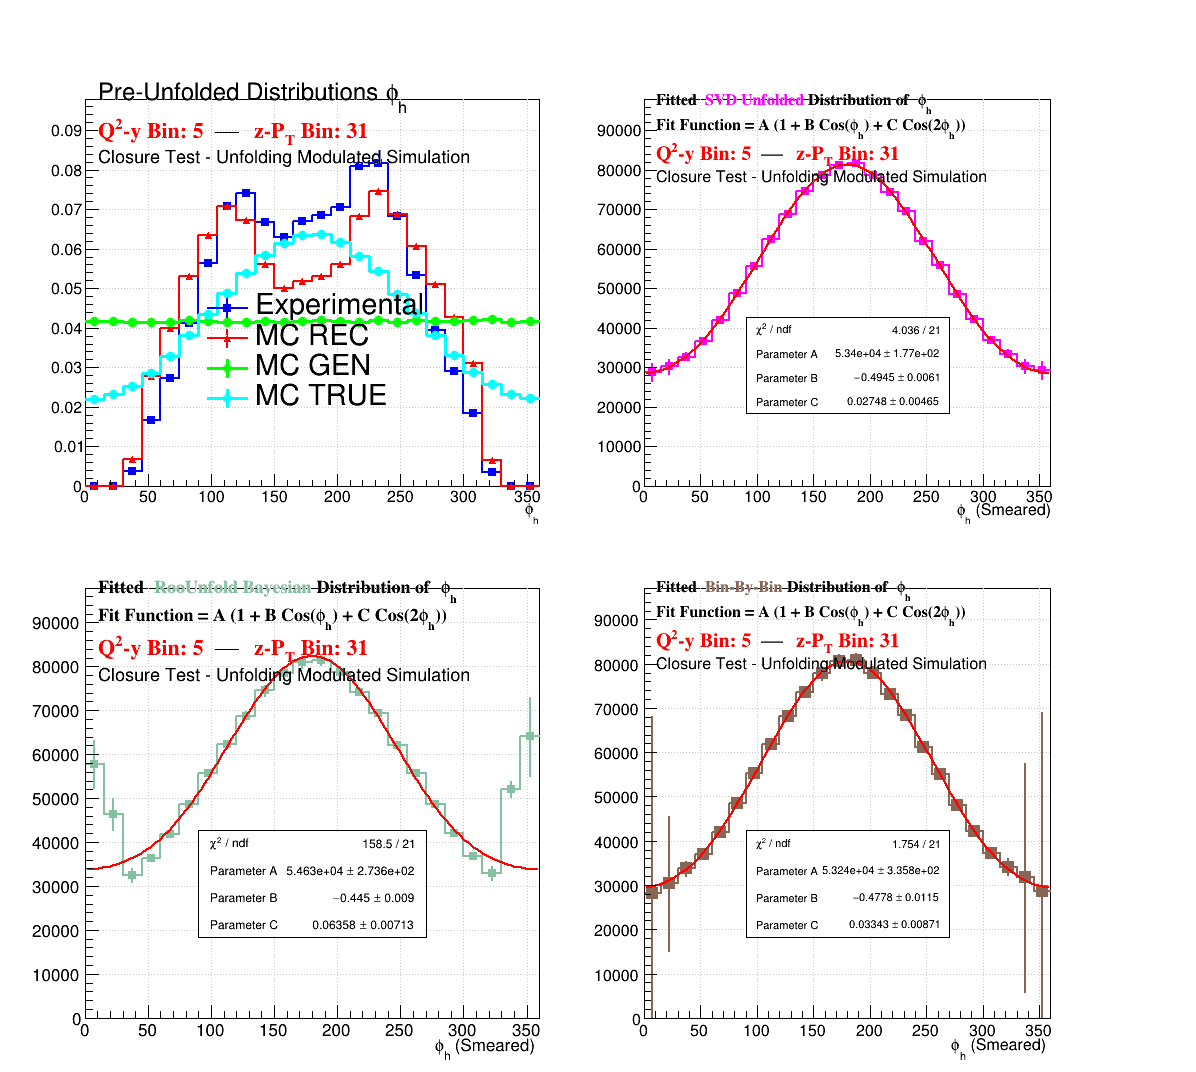 Pre-Unfolded Distributions ϕh
Q2-y Bin: 5 — z-PT Bin: 31
Closure Test - Unfolding Modulated Simulation
0.09
0.08
0.07
0.06
0.05
0.04
0.03
0.02
0.01
0
Experimental
MC REC
MC GEN
MC TRUE
50 100 150 200 250 300 350
ϕh
Fitted SVD Unfolded Distribution of ϕh
Fit Function = A (1 + B Cos(ϕh) + C Cos(2ϕh))
Q2-y Bin: 5 — z-PT Bin: 31
Closure Test - Unfolding Modulated Simulation
90000
80000
70000
60000
50000
40000
30000
20000
10000
0
χ2 / ndf 4.036 / 21
Parameter A 5.34e+04 ± 1.77e+02
Parameter B −0.4945 ± 0.0061
Parameter C 0.02748 ± 0.00465
0 50 100 150 200 250 300 350
ϕh (Smeared)
Fitted RooUnfold Bayesian Distribution of ϕh
Fit Function = A (1 + B Cos(ϕh) + C Cos(2ϕh))
Q2-y Bin: 5 — z-PT Bin: 31
Closure Test - Unfolding Modulated Simulation
90000
80000
70000
60000
50000
40000
30000
20000
10000
0
χ2 / ndf 158.5 / 21
Parameter A 5.463e+04 ± 2.736e+02
Parameter B −0.445 ± 0.009
Parameter C 0.06358 ± 0.00713
0 50 100 150 200 250 300 350
ϕh (Smeared)
Fitted Bin-By-Bin Distribution of ϕh
Fit Function = A (1 + B Cos(ϕh) + C Cos(2ϕh))
Q2-y Bin: 5 — z-PT Bin: 31
Closure Test - Unfolding Modulated Simulation
90000
80000
70000
60000
50000
40000
30000
20000
10000
0
χ2 / ndf 1.754 / 21
Parameter A 5.324e+04 ± 3.358e+02
Parameter B −0.4778 ± 0.0115
Parameter C 0.03343 ± 0.00871
0 50 100 150 200 250 300 350
ϕh (Smeared)